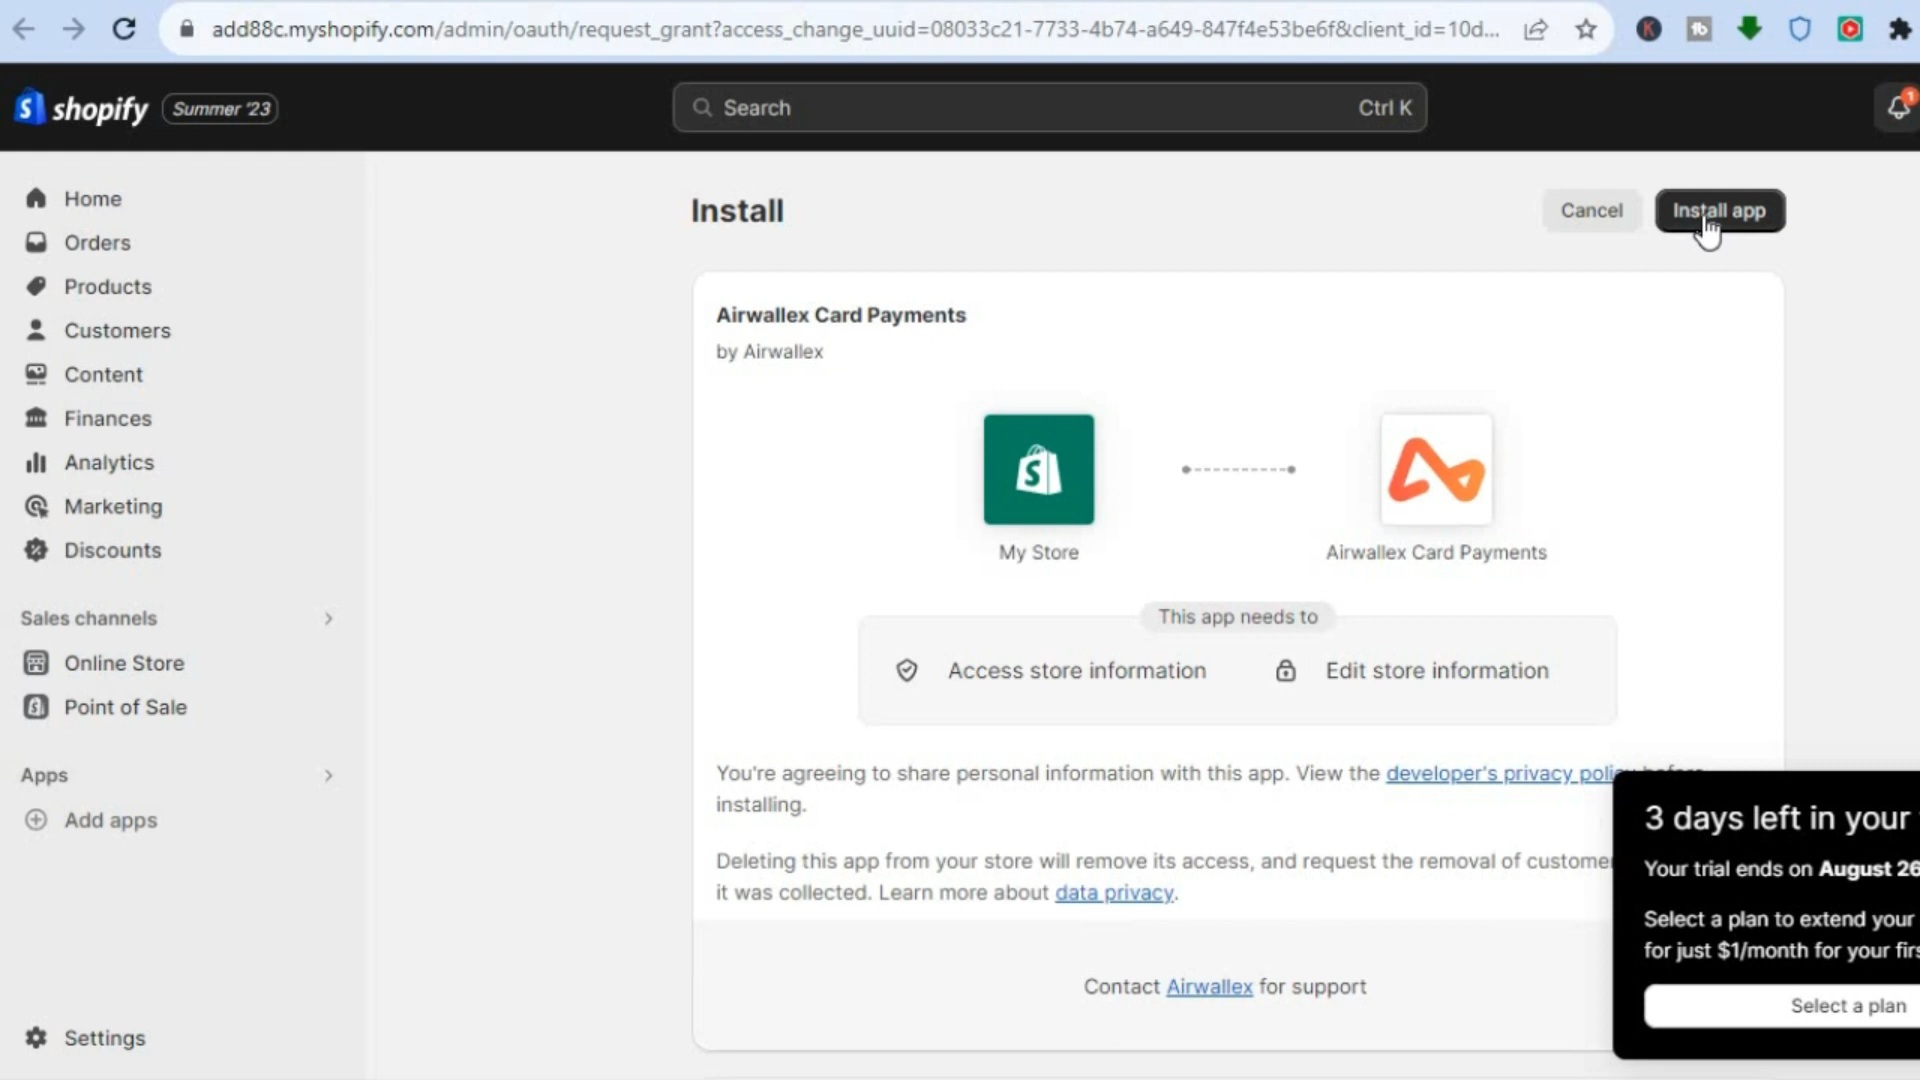 add88c.myshopify.com/admin/oauth/request_grant?access_change_uuid=08033c21-7733-4b74-a649-847f4e53be6f&client_id=10d...
shopify Summer '23
Search Ctrl K
1
Home
Orders
Products
Customers
Content
Finances
Analytics
Marketing
Discounts
Sales channels
Online Store
Point of Sale
Apps
Add apps
Settings
Install
Cancel
Install app
Airwallex Card Payments
by Airwallex
My Store
Airwallex Card Payments
This app needs to
Access store information
Edit store information
You're agreeing to share personal information with this app. View the developer's privacy policy before
installing.
Deleting this app from your store will remove its access, and request the removal of customer
it was collected. Learn more about data privacy.
Contact Airwallex for support
3 days left in your
Your trial ends on August 26
Select a plan to extend your
for just $1/month for your firs
Select a plan